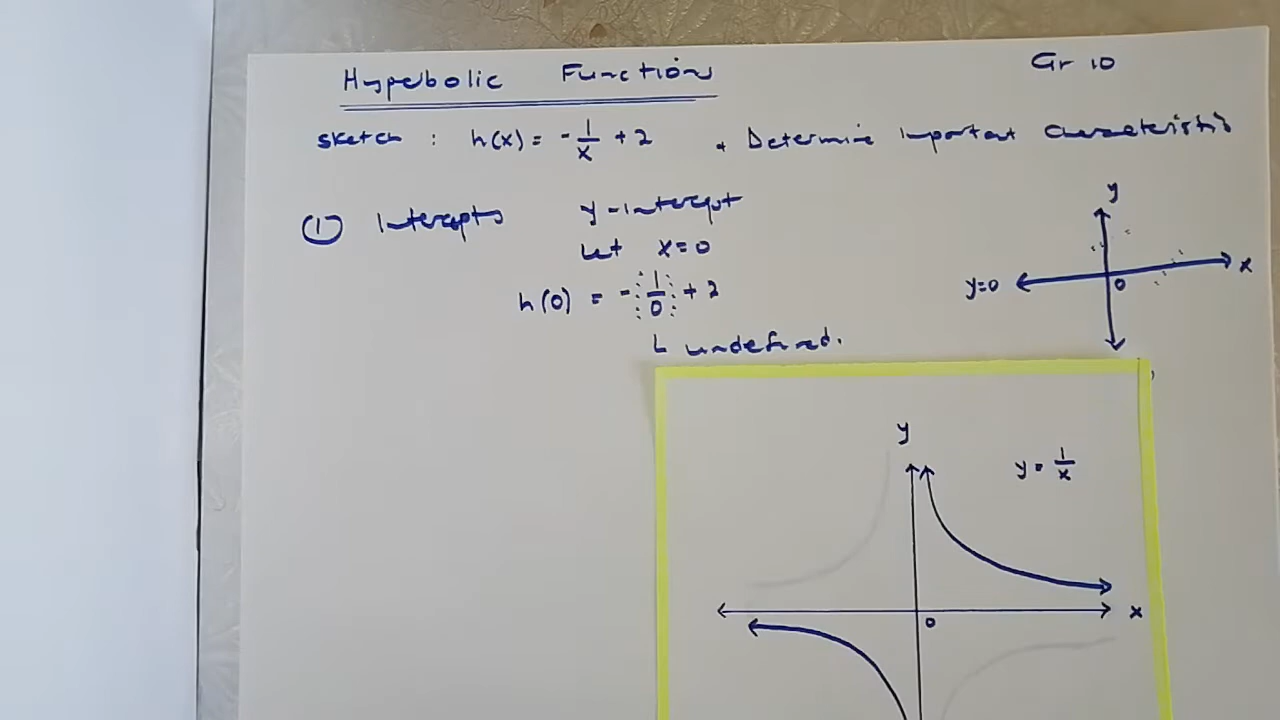 Hyperbolic Function Gr 10
Sketch : h(x) = -1/x + 2 * Determine important characteristics
① Intercepts y-intercept
Let x = 0
h(0) = -1/0 + 2
undefined.
y
y=0 x
0
y
y = 1/x
x
0